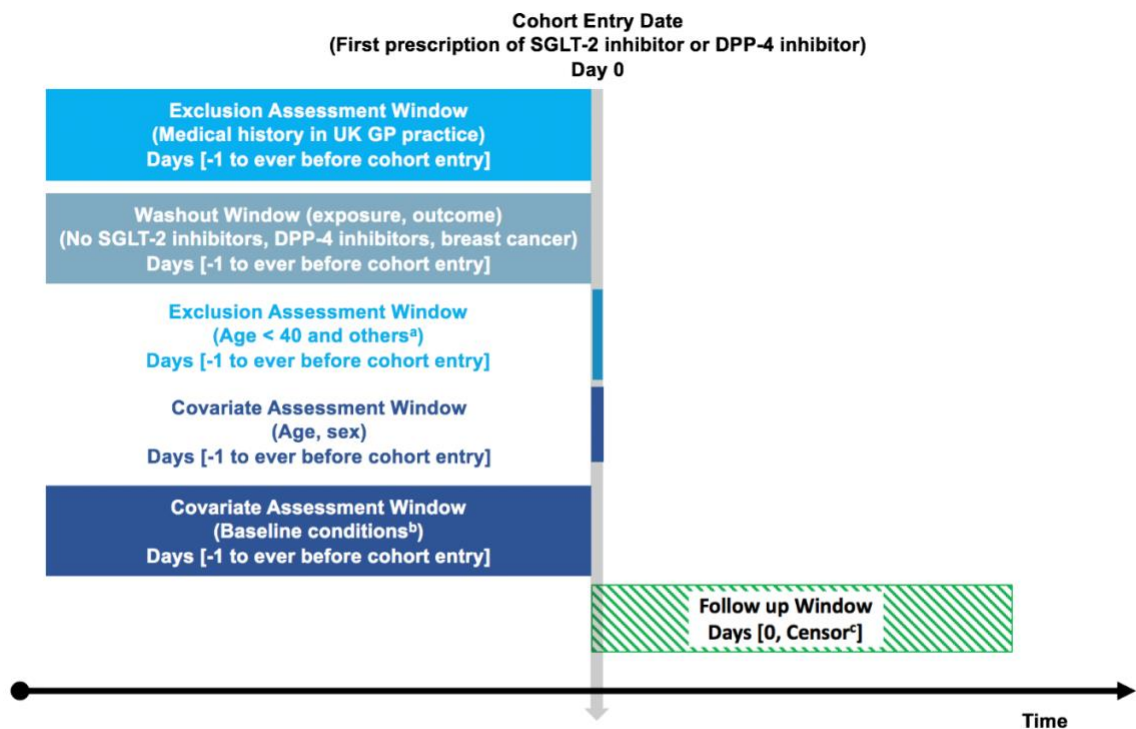 Cohort Entry Date
(First prescription of SGLT-2 inhibitor or DPP-4 inhibitor)
Day 0
Exclusion Assessment Window
(Medical history in UK GP practice)
Days [-1 to ever before cohort entry]
Washout Window (exposure, outcome)
(No SGLT-2 inhibitors, DPP-4 inhibitors, breast cancer)
Days [-1 to ever before cohort entry]
Exclusion Assessment Window
(Age < 40 and othersᵃ)
Days [-1 to ever before cohort entry]
Covariate Assessment Window
(Age, sex)
Days [-1 to ever before cohort entry]
Covariate Assessment Window
(Baseline conditionsᵇ)
Days [-1 to ever before cohort entry]
Follow up Window
Days [0, Censorᶜ]
Time